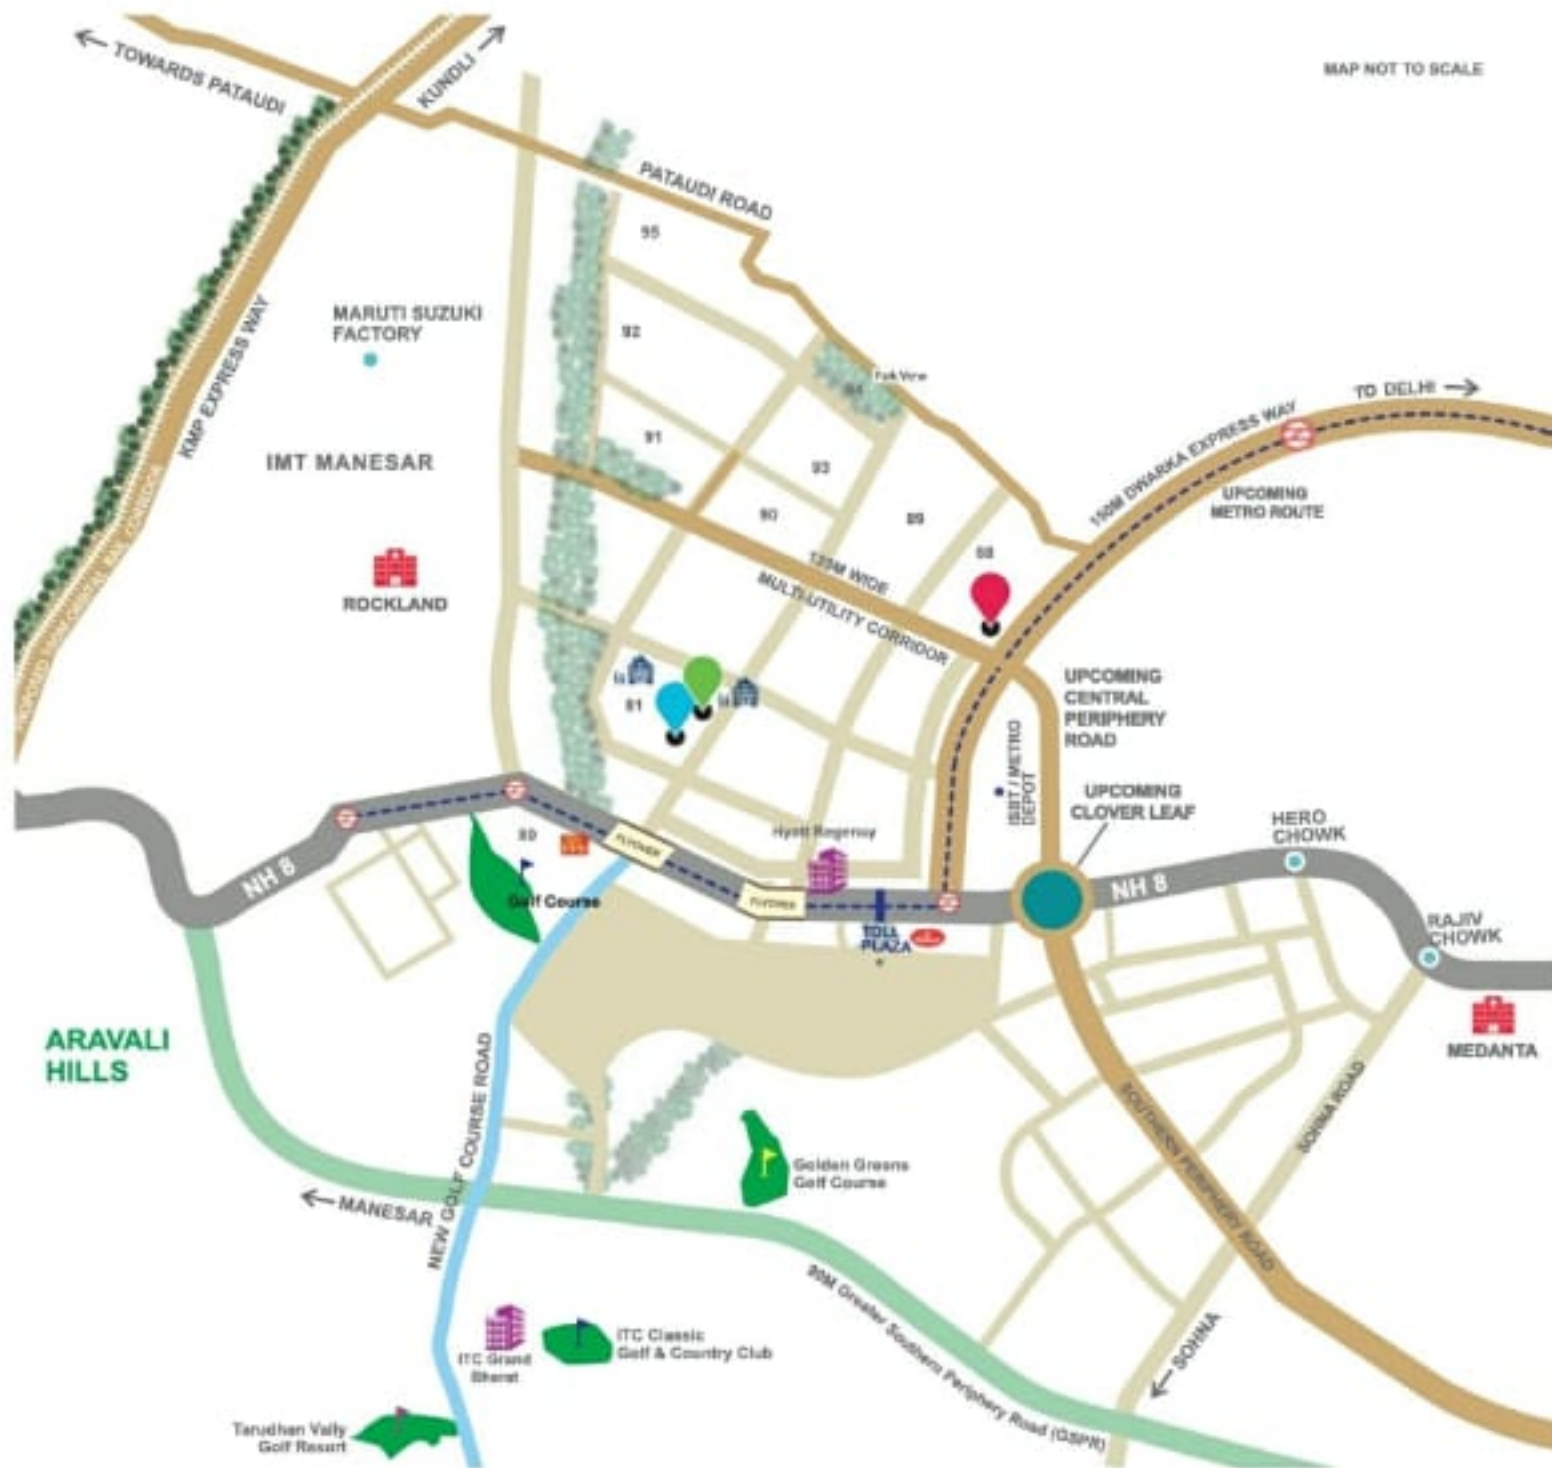 MAP NOT TO SCALE
TOWARDS PATAUDI
KUNDLI
PATAUDI ROAD
95
MARUTI SUZUKI
FACTORY
92
KMP EXPRESS WAY
TO DELHI
150M DWARKA EXPRESS WAY
91
IMT MANESAR
93
UPCOMING
METRO ROUTE
90
89
88
125M WIDE
MULTI-UTILITY CORRIDOR
ROCKLAND
81
UPCOMING
CENTRAL
PERIPHERY
ROAD
ISBT / METRO
DEPOT
UPCOMING
CLOVER LEAF
HERO
CHOWK
80
FLYOVER
Hyatt Regency
NH 8
NH 8
Golf Course
FLYOVER
TOLL
PLAZA
RAJIV
CHOWK
ARAVALI
HILLS
MEDANTA
NEW GOLF COURSE ROAD
SOHNA ROAD
SOUTHERN PERIPHERY ROAD
Golden Greens
Golf Course
MANESAR
90M Greater Southern Periphery Road (GSPR)
SOHNA
ITC Classic
Golf & Country Club
ITC Grand
Bharat
Tarudhan Vally
Golf Resort